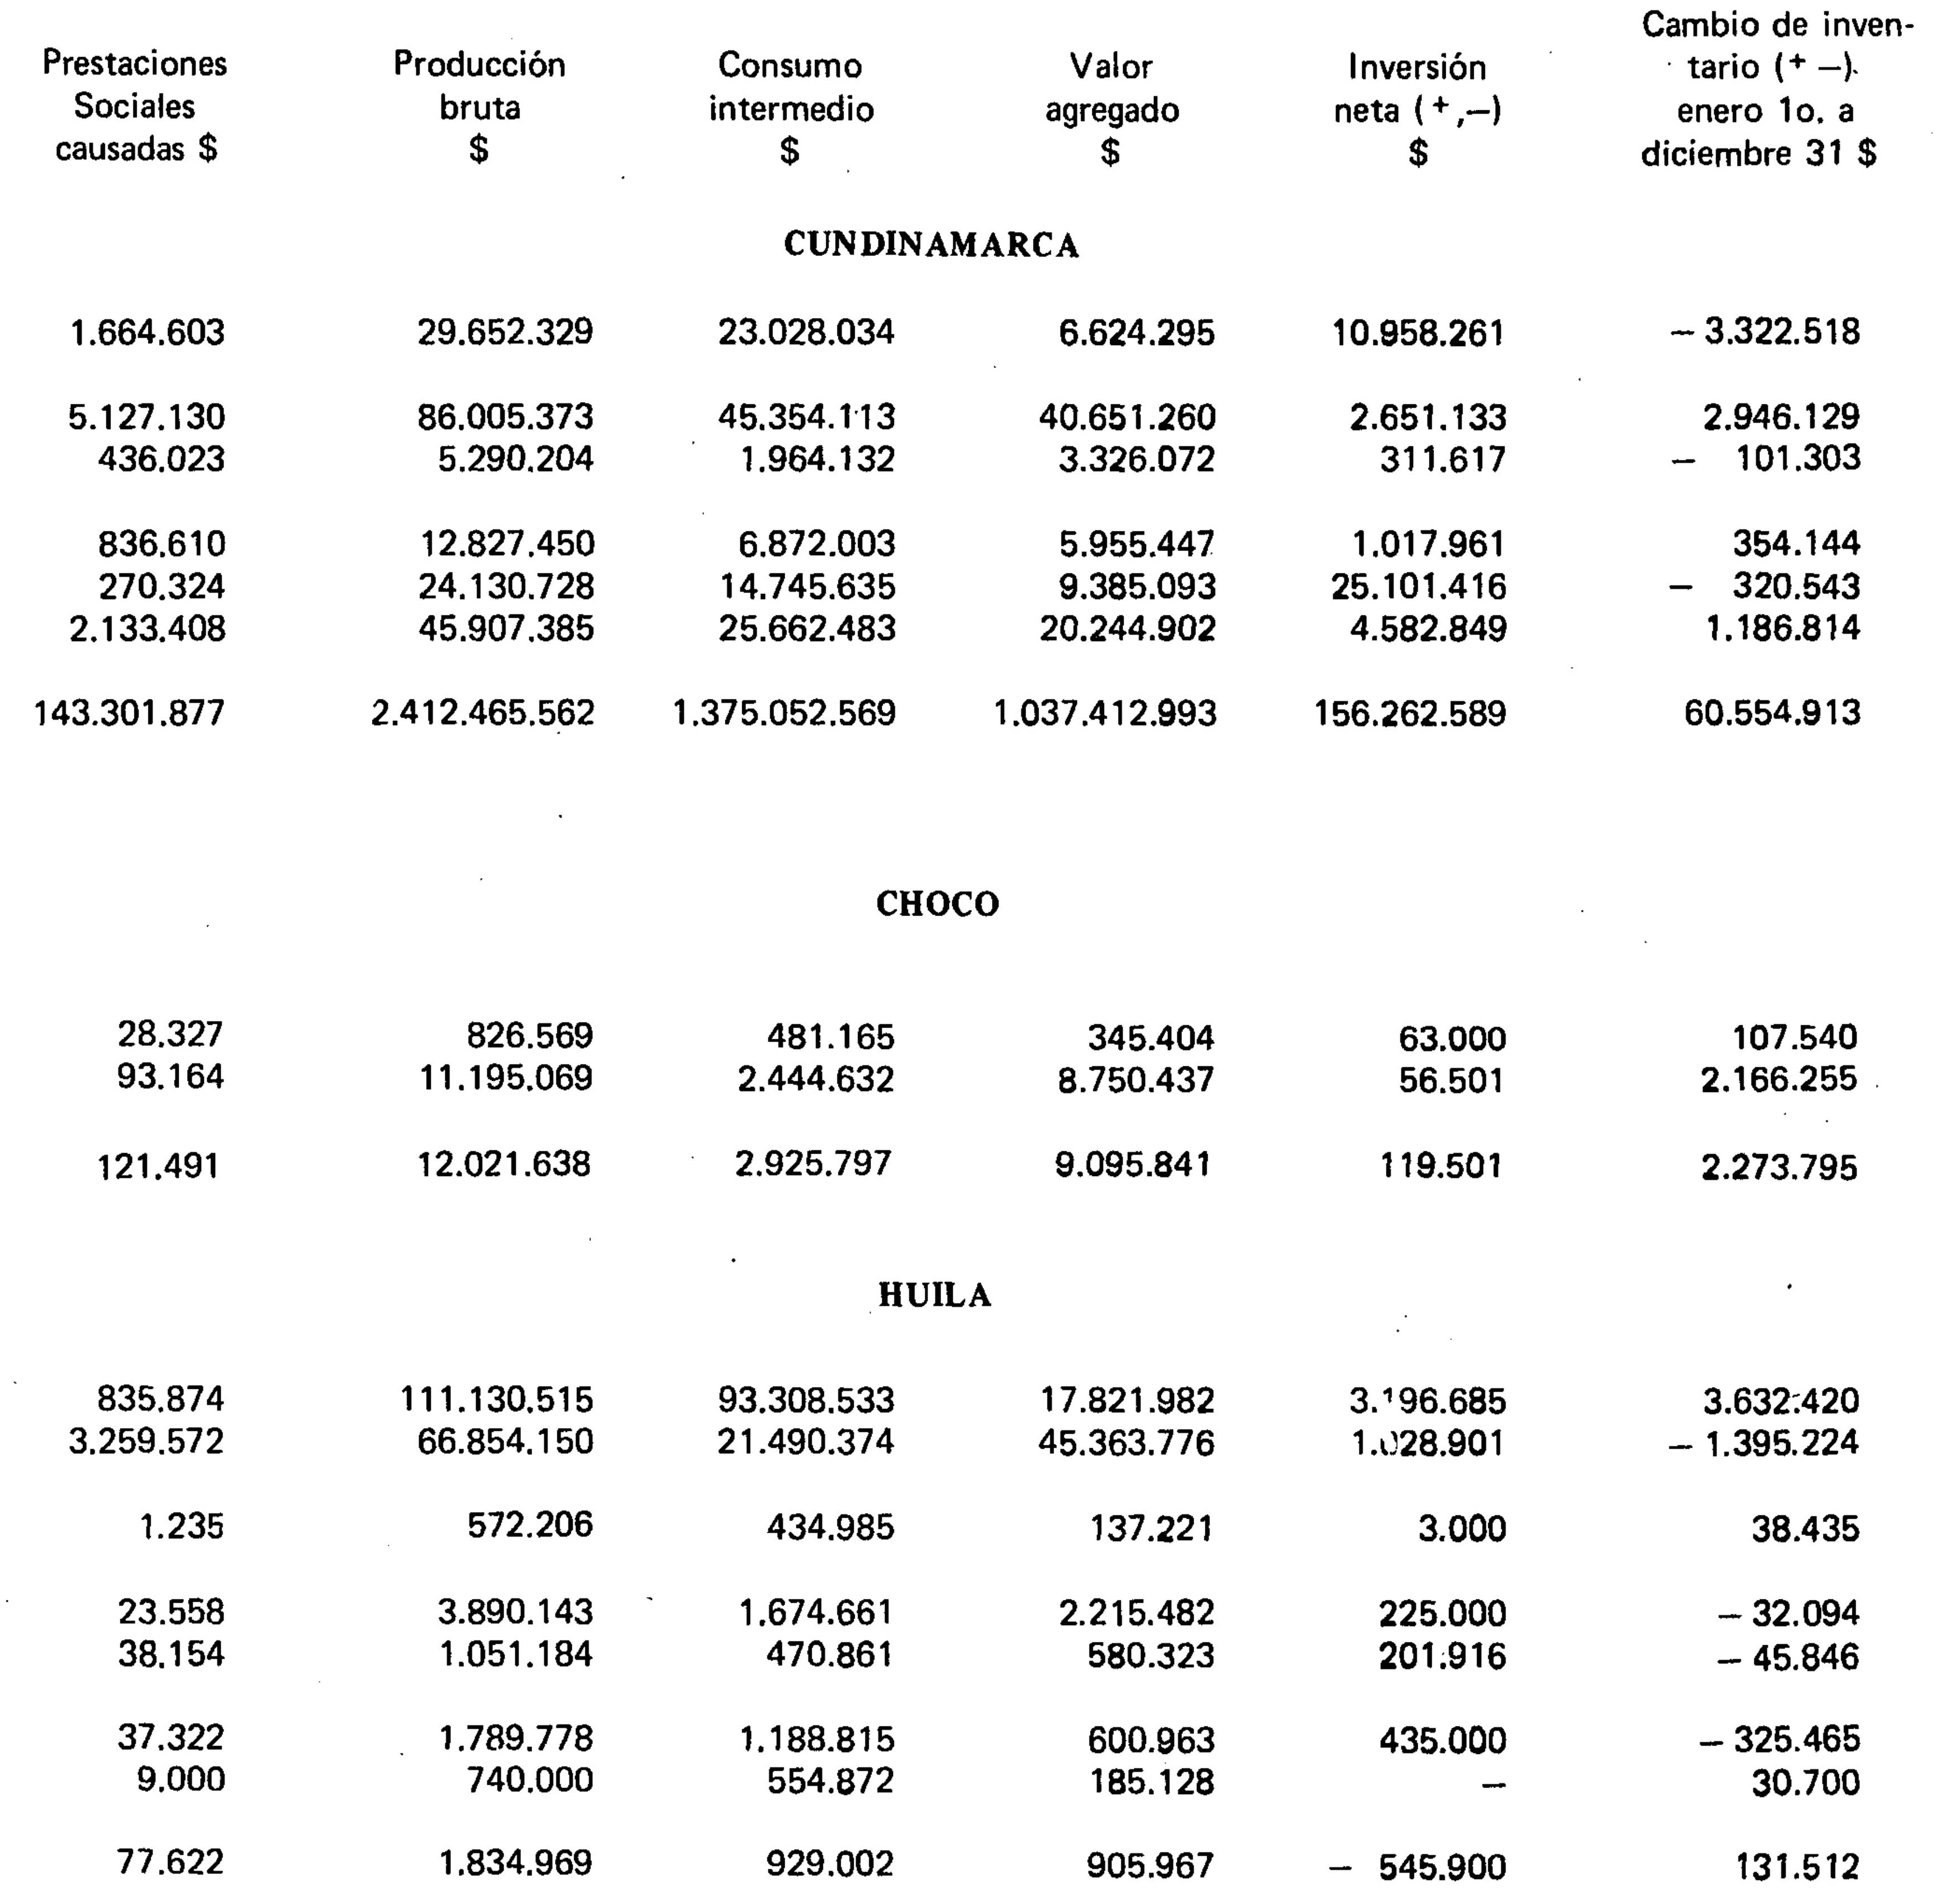 Prestaciones Sociales causadas $ Producción bruta $ Consumo intermedio $ Valor agregado $ Inversión neta (+,—) $ Cambio de inven-tario (+ —). enero 1o. a diciembre 31 $
CUNDINAMARCA
1.664.603 29.652.329 23.028.034 6.624.295 10.958.261 — 3.322.518
5.127.130 86.005.373 45.354.113 40.651.260 2.651.133 2.946.129
436.023 5.290.204 1.964.132 3.326.072 311.617 — 101.303
836.610 12.827.450 6.872.003 5.955.447 1.017.961 354.144
270.324 24.130.728 14.745.635 9.385.093 25.101.416 — 320.543
2.133.408 45.907.385 25.662.483 20.244.902 4.582.849 1.186.814
143.301.877 2.412.465.562 1.375.052.569 1.037.412.993 156.262.589 60.554.913
CHOCO
28.327 826.569 481.165 345.404 63.000 107.540
93.164 11.195.069 2.444.632 8.750.437 56.501 2.166.255
121.491 12.021.638 2.925.797 9.095.841 119.501 2.273.795
HUILA
835.874 111.130.515 93.308.533 17.821.982 3.196.685 3.632.420
3.259.572 66.854.150 21.490.374 45.363.776 1.028.901 — 1.395.224
1.235 572.206 434.985 137.221 3.000 38.435
23.558 3.890.143 1.674.661 2.215.482 225.000 — 32.094
38.154 1.051.184 470.861 580.323 201.916 — 45.846
37.322 1.789.778 1.188.815 600.963 435.000 — 325.465
9.000 740.000 554.872 185.128 — 30.700
77.622 1.834.969 929.002 905.967 — 545.900 131.512